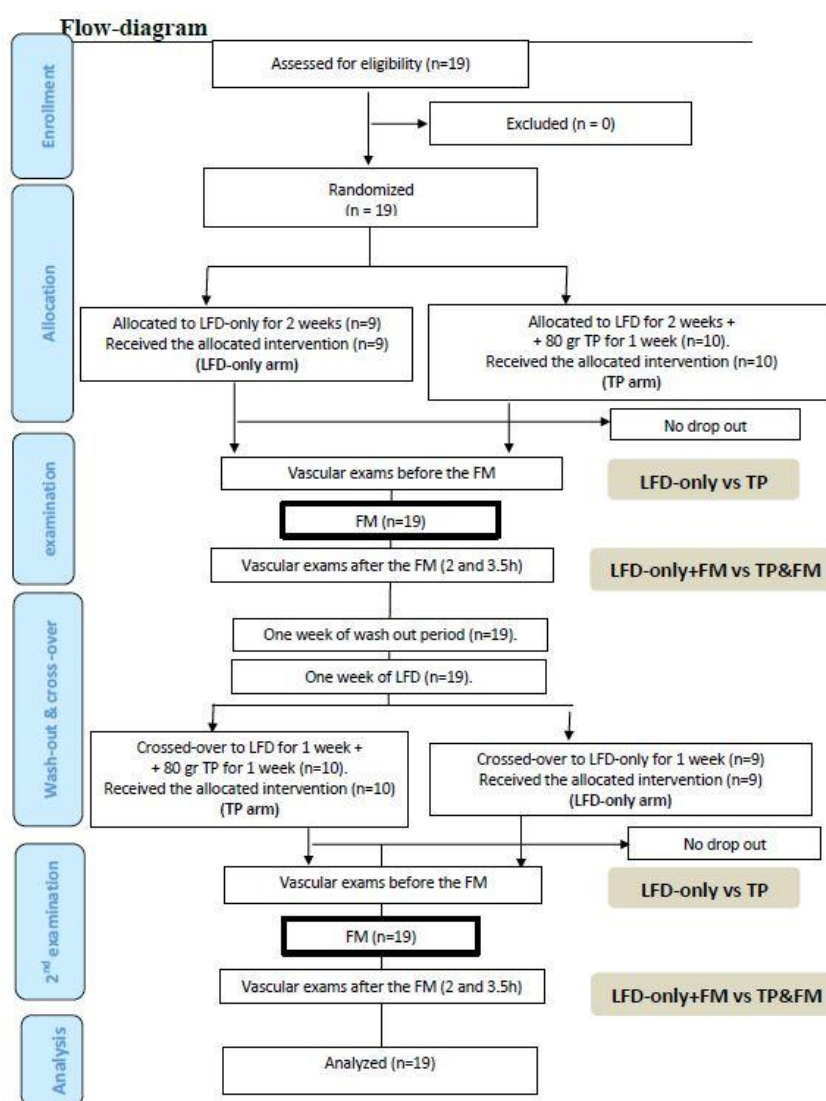 Flow-diagram
Enrollment
Assessed for eligibility (n=19)
Excluded (n = 0)
Randomized
(n = 19)
Allocation
Allocated to LFD-only for 2 weeks (n=9)
Received the allocated intervention (n=9)
(LFD-only arm)
Allocated to LFD for 2 weeks +
+ 80 gr TP for 1 week (n=10).
Received the allocated intervention (n=10)
(TP arm)
No drop out
examination
Vascular exams before the FM
LFD-only vs TP
FM (n=19)
Vascular exams after the FM (2 and 3.5h)
LFD-only+FM vs TP&FM
Wash-out & cross -over
One week of wash out period (n=19).
One week of LFD (n=19).
Crossed-over to LFD for 1 week +
+ 80 gr TP for 1 week (n=10).
Received the allocated intervention (n=10)
(TP arm)
Crossed-over to LFD-only for 1 week (n=9)
Received the allocated intervention (n=9)
(LFD-only arm)
No drop out
2nd examination
Vascular exams before the FM
LFD-only vs TP
FM (n=19)
Vascular exams after the FM (2 and 3.5h)
LFD-only+FM vs TP&FM
Analysis
Analyzed (n=19)